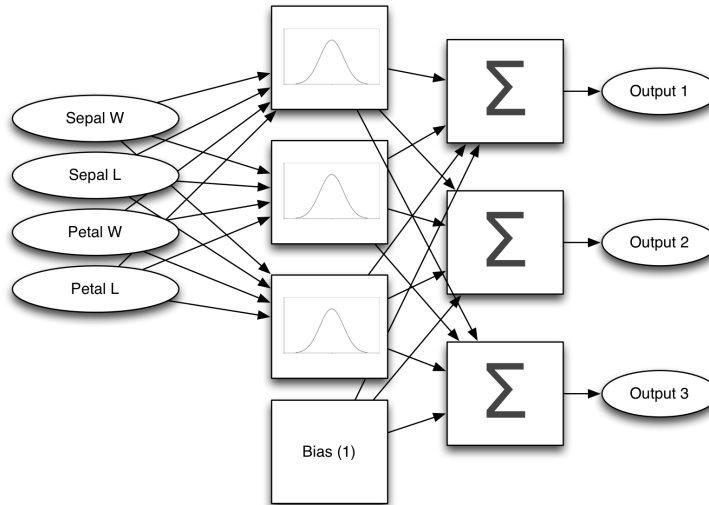 Sepal W
Sepal L
Petal W
Petal L
Bias (1)
Σ
Σ
Σ
Output 1
Output 2
Output 3